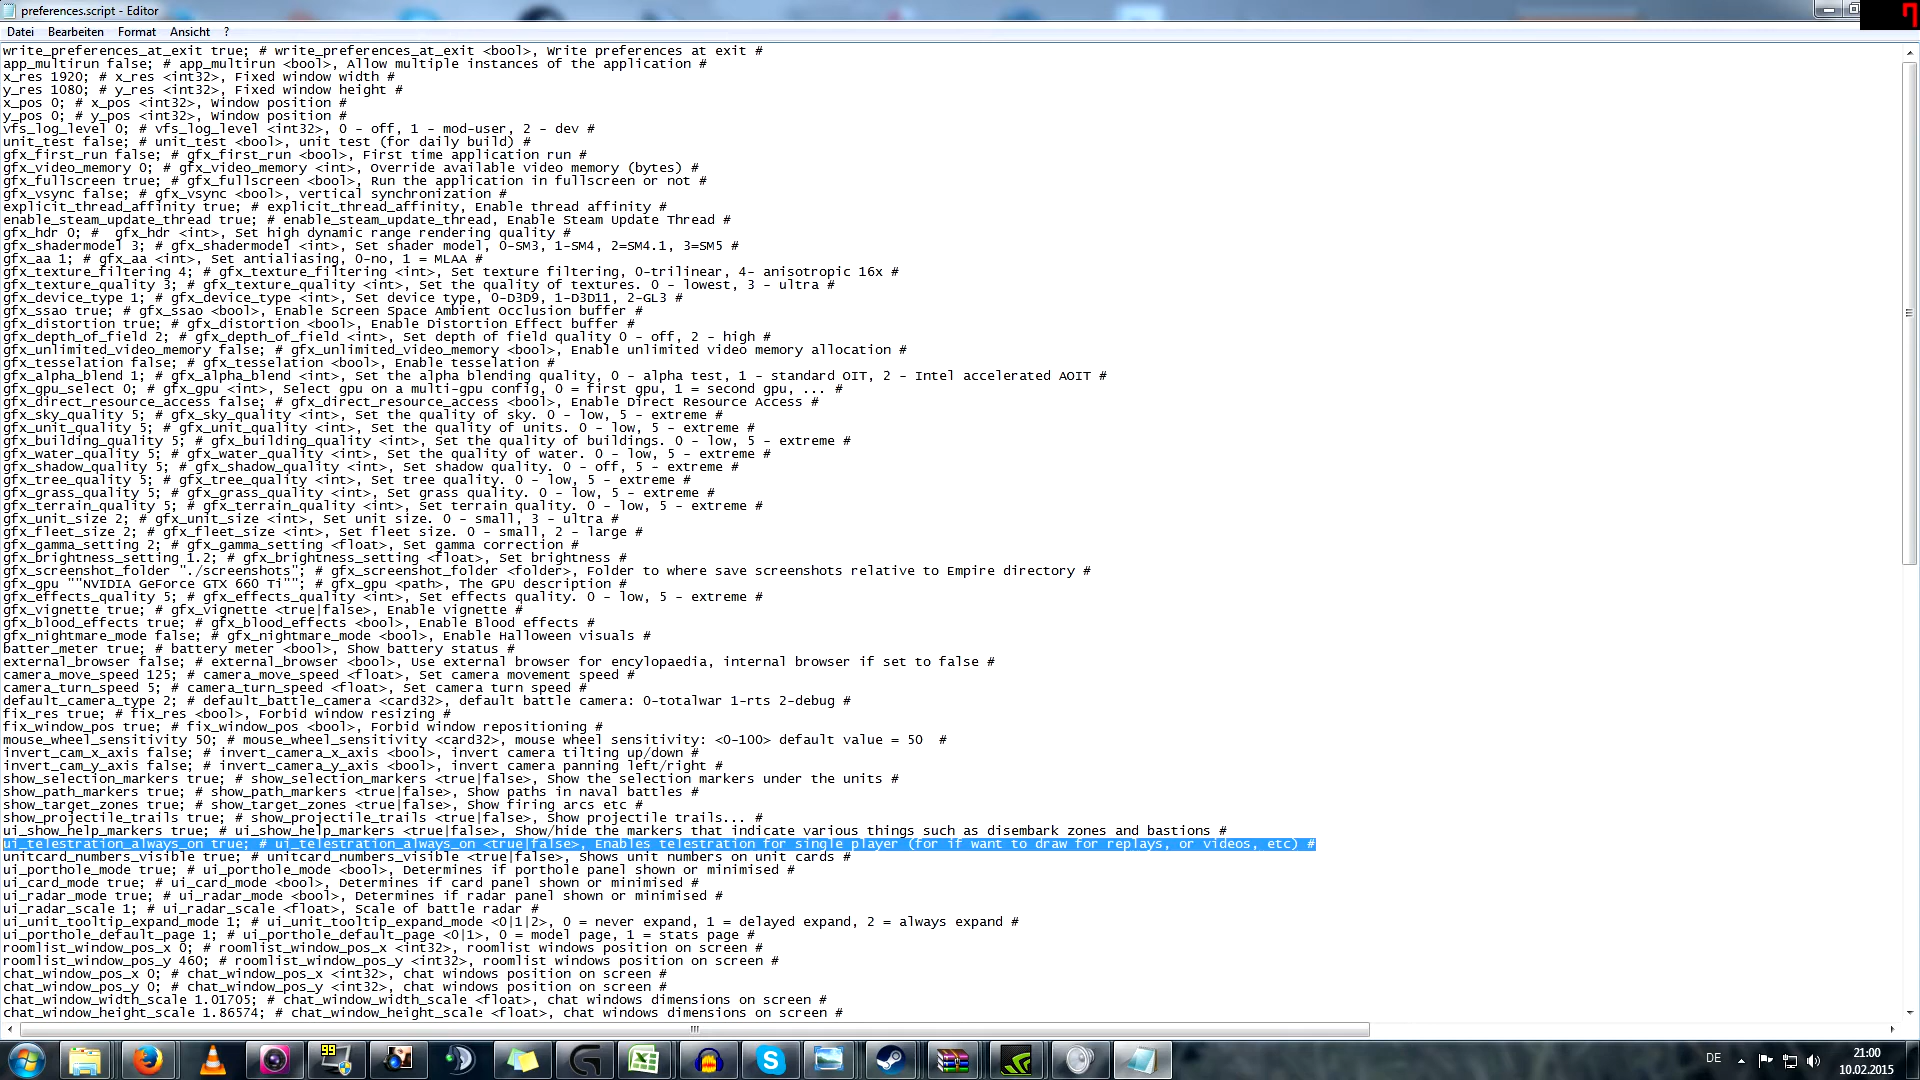 preferences.script - Editor
Datei Bearbeiten Format Ansicht ?
write_preferences_at_exit true; # write_preferences_at_exit <bool>, Write preferences at exit #
app_multirun false; # app_multirun <bool>, Allow multiple instances of the application #
x_res 1920; # x_res <int32>, Fixed window width #
y_res 1080; # y_res <int32>, Fixed window height #
x_pos 0; # x_pos <int32>, Window position #
y_pos 0; # y_pos <int32>, Window position #
vfs_log_level 0; # vfs_log_level <int32>, 0 - off, 1 - mod-user, 2 - dev #
unit_test false; # unit_test <bool>, unit test (for daily build) #
gfx_first_run false; # gfx_first_run <bool>, First time application run #
gfx_video_memory 0; # gfx_video_memory <int>, Override available video memory (bytes) #
gfx_fullscreen true; # gfx_fullscreen <bool>, Run the application in fullscreen or not #
gfx_vsync false; # gfx_vsync <bool>, vertical synchronization #
explicit_thread_affinity true; # explicit_thread_affinity, Enable thread affinity #
enable_steam_update_thread true; # enable_steam_update_thread, Enable Steam Update Thread #
gfx_hdr 0; #  gfx_hdr <int>, Set high dynamic range rendering quality #
gfx_shadermodel 3; # gfx_shadermodel <int>, Set shader model, 0-SM3, 1-SM4, 2=SM4.1, 3=SM5 #
gfx_aa 1; # gfx_aa <int>, Set antialiasing, 0-no, 1 = MLAA #
gfx_texture_filtering 4; # gfx_texture_filtering <int>, Set texture filtering, 0-trilinear, 4- anisotropic 16x #
gfx_texture_quality 3; # gfx_texture_quality <int>, Set the quality of textures. 0 - lowest, 3 - ultra #
gfx_device_type 1; # gfx_device_type <int>, Set device type, 0-D3D9, 1-D3D11, 2-GL3 #
gfx_ssao true; # gfx_ssao <bool>, Enable Screen Space Ambient Occlusion buffer #
gfx_distortion true; # gfx_distortion <bool>, Enable Distortion Effect buffer #
gfx_depth_of_field 2; # gfx_depth_of_field <int>, Set depth of field quality 0 - off, 2 - high #
gfx_unlimited_video_memory false; # gfx_unlimited_video_memory <bool>, Enable unlimited video memory allocation #
gfx_tesselation false; # gfx_tesselation <bool>, Enable tesselation #
gfx_alpha_blend 1; # gfx_alpha_blend <int>, Set the alpha blending quality, 0 - alpha test, 1 - standard OIT, 2 - Intel accelerated AOIT #
gfx_gpu_select 0; # gfx_gpu <int>, Select gpu on a multi-gpu config, 0 = first gpu, 1 = second gpu, ... #
gfx_direct_resource_access false; # gfx_direct_resource_access <bool>, Enable Direct Resource Access #
gfx_sky_quality 5; # gfx_sky_quality <int>, Set the quality of sky. 0 - low, 5 - extreme #
gfx_unit_quality 5; # gfx_unit_quality <int>, Set the quality of units. 0 - low, 5 - extreme #
gfx_building_quality 5; # gfx_building_quality <int>, Set the quality of buildings. 0 - low, 5 - extreme #
gfx_water_quality 5; # gfx_water_quality <int>, Set the quality of water. 0 - low, 5 - extreme #
gfx_shadow_quality 5; # gfx_shadow_quality <int>, Set shadow quality. 0 - off, 5 - extreme #
gfx_tree_quality 5; # gfx_tree_quality <int>, Set tree quality. 0 - low, 5 - extreme #
gfx_grass_quality 5; # gfx_grass_quality <int>, Set grass quality. 0 - low, 5 - extreme #
gfx_terrain_quality 5; # gfx_terrain_quality <int>, Set terrain quality. 0 - low, 5 - extreme #
gfx_unit_size 2; # gfx_unit_size <int>, Set unit size. 0 - small, 3 - ultra #
gfx_fleet_size 2; # gfx_fleet_size <int>, Set fleet size. 0 - small, 2 - large #
gfx_gamma_setting 2; # gfx_gamma_setting <float>, Set gamma correction #
gfx_brightness_setting 1.2; # gfx_brightness_setting <float>, Set brightness #
gfx_screenshot_folder "./screenshots"; # gfx_screenshot_folder <folder>, Folder to where save screenshots relative to Empire directory #
gfx_gpu ""NVIDIA GeForce GTX 660 Ti""; # gfx_gpu <path>, The GPU description #
gfx_effects_quality 5; # gfx_effects_quality <int>, Set effects quality. 0 - low, 5 - extreme #
gfx_vignette true; # gfx_vignette <true|false>, Enable vignette #
gfx_blood_effects true; # gfx_blood_effects <bool>, Enable Blood effects #
gfx_nightmare_mode false; # gfx_nightmare_mode <bool>, Enable Halloween visuals #
batter_meter true; # battery meter <bool>, Show battery status #
external_browser false; # external_browser <bool>, Use external browser for encylopaedia, internal browser if set to false #
camera_move_speed 125; # camera_move_speed <float>, Set camera movement speed #
camera_turn_speed 5; # camera_turn_speed <float>, Set camera turn speed #
default_camera_type 2; # default_battle_camera <card32>, default battle camera: 0-totalwar 1-rts 2-debug #
fix_res true; # fix_res <bool>, Forbid window resizing #
fix_window_pos true; # fix_window_pos <bool>, Forbid window repositioning #
mouse_wheel_sensitivity 50; # mouse_wheel_sensitivity <card32>, mouse wheel sensitivity: <0-100> default value = 50  #
invert_cam_x_axis false; # invert_camera_x_axis <bool>, invert camera tilting up/down #
invert_cam_y_axis false; # invert_camera_y_axis <bool>, invert camera panning left/right #
show_selection_markers true; # show_selection_markers <true|false>, Show the selection markers under the units #
show_path_markers true; # show_path_markers <true|false>, Show paths in naval battles #
show_target_zones true; # show_target_zones <true|false>, Show firing arcs etc #
show_projectile_trails true; # show_projectile_trails <true|false>, Show projectile trails... #
ui_show_help_markers true; # ui_show_help_markers <true|false>, Show/hide the markers that indicate various things such as disembark zones and bastions #
ui_telestration_always_on true; # ui_telestration_always_on <true|false>, Enables telestration for single player (for if want to draw for replays, or videos, etc) #
unitcard_numbers_visible true; # unitcard_numbers_visible <true|false>, Shows unit numbers on unit cards #
ui_porthole_mode true; # ui_porthole_mode <bool>, Determines if porthole panel shown or minimised #
ui_card_mode true; # ui_card_mode <bool>, Determines if card panel shown or minimised #
ui_radar_mode true; # ui_radar_mode <bool>, Determines if radar panel shown or minimised #
ui_radar_scale 1; # ui_radar_scale <float>, Scale of battle radar #
ui_unit_tooltip_expand_mode 1; # ui_unit_tooltip_expand_mode <0|1|2>, 0 = never expand, 1 = delayed expand, 2 = always expand #
ui_porthole_default_page 1; # ui_porthole_default_page <0|1>, 0 = model page, 1 = stats page #
roomlist_window_pos_x 0; # roomlist_window_pos_x <int32>, roomlist windows position on screen #
roomlist_window_pos_y 460; # roomlist_window_pos_y <int32>, roomlist windows position on screen #
chat_window_pos_x 0; # chat_window_pos_x <int32>, chat windows position on screen #
chat_window_pos_y 0; # chat_window_pos_y <int32>, chat windows position on screen #
chat_window_width_scale 1.01705; # chat_window_width_scale <float>, chat windows dimensions on screen #
chat_window_height_scale 1.86574; # chat_window_height_scale <float>, chat windows dimensions on screen #
99
DE
21:00
10.02.2015